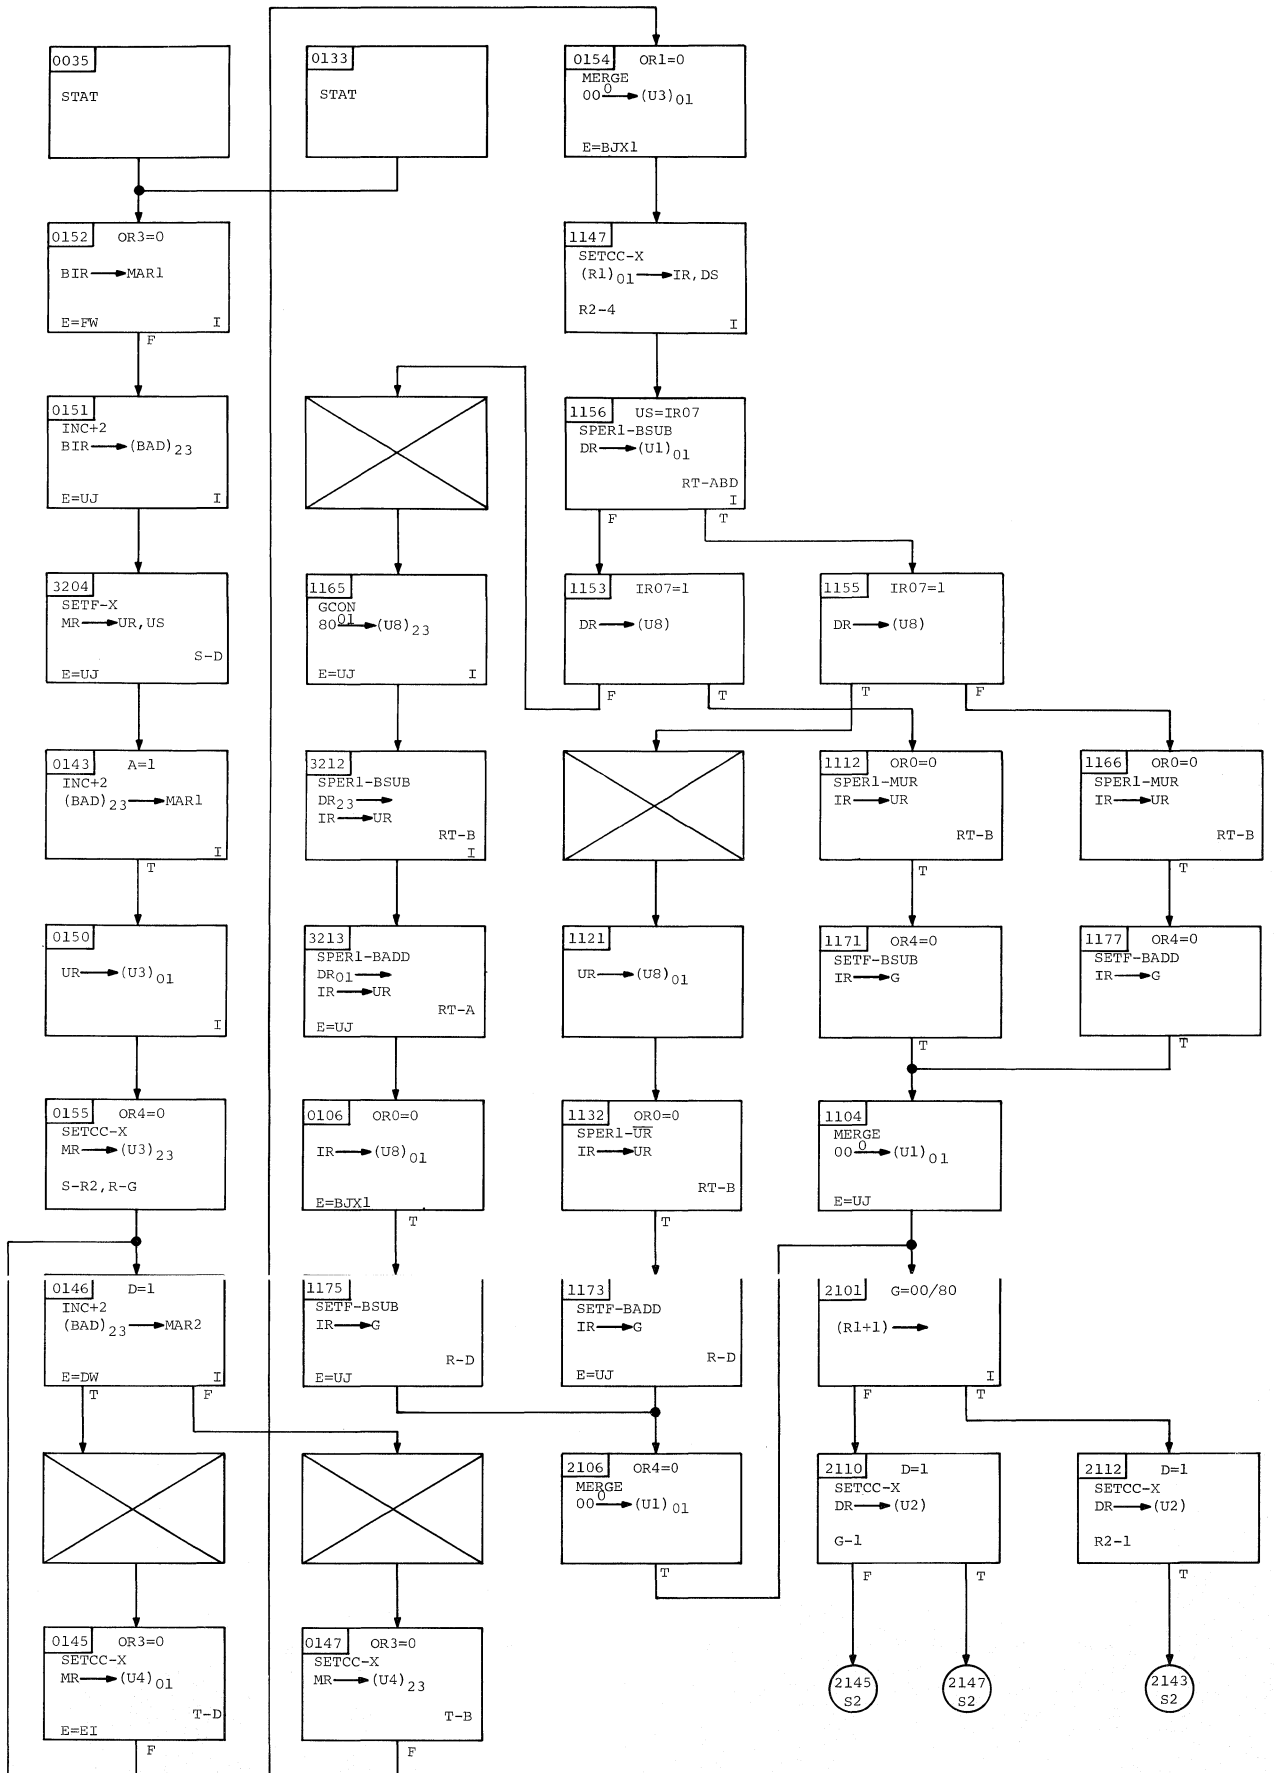 0035
STAT
0133
STAT
0154 OR1=0
MERGE
00 0 (U3)01
E=BJX1
0152 OR3=0
BIR MAR1
E=FW I
F
1147
SETCC-X
(R1)01 IR,DS
R2-4
I
0151
INC+2
BIR (BAD)23
E=UJ I
1156 US=IR07
SPER1-BSUB
DR (U1)01
RT-ABD
I
F T
3204
SETF-X
MR UR,US
S-D
E=UJ
1165
GCON
80 01 (U8)23
E=UJ I
1153 IR07=1
DR (U8)
F T
1155 IR07=1
DR (U8)
T F
0143 A=1
INC+2
(BAD)23 MAR1
I
T
3212
SPER1-BSUB
DR23
IR UR
RT-B
I
1112 OR0=0
SPER1-MUR
IR UR
RT-B
T
1166 OR0=0
SPER1-MUR
IR UR
RT-B
T
0150
UR (U3)01
I
3213
SPER1-BADD
DR01
IR UR
RT-A
E=UJ
1121
UR (U8)01
1171 OR4=0
SETF-BSUB
IR G
T
1177 OR4=0
SETF-BADD
IR G
T
0155 OR4=0
SETCC-X
MR (U3)23
S-R2,R-G
T
0106 OR0=0
IR (U8)01
E=BJX1
T
1132 OR0=0
SPER1-U̅R̅
IR UR
RT-B
T
1104
MERGE
00 0 (U1)01
E=UJ
0146 D=1
INC+2
(BAD)23 MAR2
E=DW I
T F
1175
SETF-BSUB
IR G
R-D
E=UJ
1173
SETF-BADD
IR G
R-D
E=UJ
2101 G=00/80
(R1+1)
I
F T
2106 OR4=0
MERGE
00 0 (U1)01
T
2110 D=1
SETCC-X
DR (U2)
G-1
F T
2112 D=1
SETCC-X
DR (U2)
R2-1
T
0145 OR3=0
SETCC-X
MR (U4)01
T-D
E=EI
F
0147 OR3=0
SETCC-X
MR (U4)23
T-B
F
2145
S2
2147
S2
2143
S2